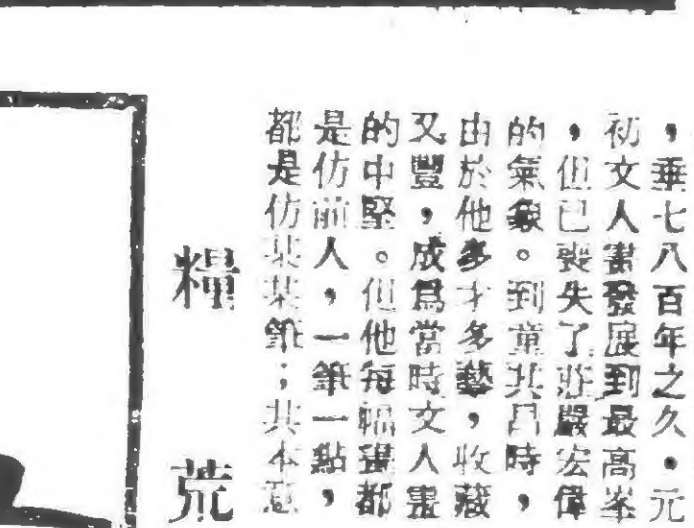 ，垂七八百年之久。元
初文人畫發展到最高峯
，但已喪失了莊嚴宏偉
的氣象。到董其昌時，
由於他多才多藝，收藏
又豐，成爲當時文人畫
的中堅。但他每幅畫都
是仿前人，一筆一點，
都是仿某某筆；其本意
糧荒